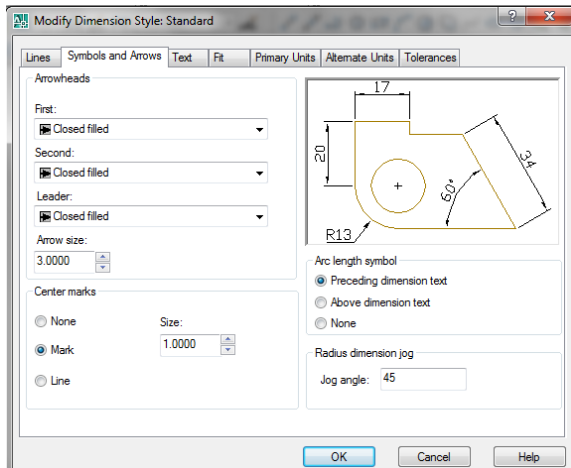 Modify Dimension Style: Standard
Lines Symbols and Arrows Text Fit Primary Units Alternate Units Tolerances
Arrowheads
First:
Closed filled
Second:
Closed filled
Leader:
Closed filled
Arrow size:
3.0000
Center marks
None
Mark
Line
Size:
1.0000
17
20
34
60°
R13
Arc length symbol
Preceding dimension text
Above dimension text
None
Radius dimension jog
Jog angle: 45
OK Cancel Help